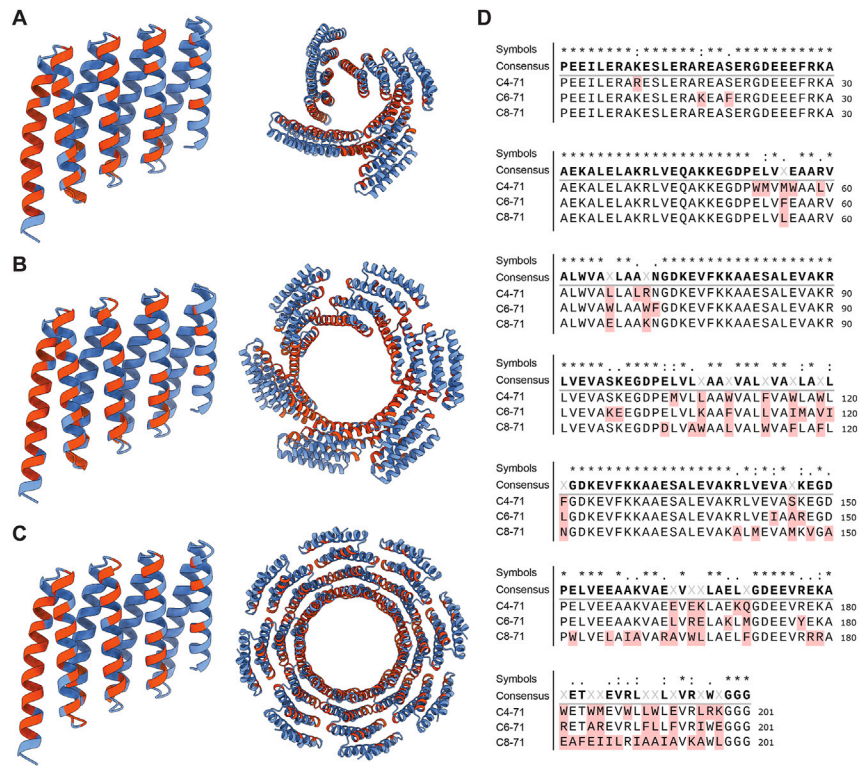 A
B
C
D
Symbols ********:******:**.***********
Consensus PEEILERAKESLERAREASERGDEEEFRKA
C4-71 PEEILERARESLERAREASERGDEEEFRKA 30
C6-71 PEEILERAKESLERAKEAFERGDEEEFRKA 30
C8-71 PEEILERAKESLERAREASERGDEEEFRKA 30
Symbols
Consensus AEKALELAKRLVEQAKKEGDPELVXEAARV
C4-71 AEKALELAKRLVEQAKKEGDPWMVMWAALV 60
C6-71 AEKALELAKRLVEQAKKEGDPELVFEAARV 60
C8-71 AEKALELAKRLVEQAKKEGDPELVLEAARV 60
Symbols
Consensus ALWVAXLAAXNGDKEVFKKAAESALEVAKR
C4-71 ALWVALLALRNGDKEVFKKAAESALEVAKR 90
C6-71 ALWVAWLAAWFGDKEVFKKAAESALEVAKR 90
C8-71 ALWVAELAAKNGDKEVFKKAAESALEVAKR 90
Symbols
Consensus LVEVASKEGDPELVLXAAXVALXVAXLAXL
C4-71 LVEVASKEGDPEMVLLAAWVALFVAWLAWL 120
C6-71 LVEVAKEEGDPELVLKAAFVALLVAIMAVI 120
C8-71 LVEVASKEGDPDLVAWAALVALWVAFLAFL 120
Symbols
Consensus XGDKEVFKKAAESALEVAKRLVEVAXKEGD
C4-71 FGDKEVFKKAAESALEVAKRLVEVASKEGD 150
C6-71 LGDKEVFKKAAESALEVAKRLVEIAAREGD 150
C8-71 NGDKEVFKKAAESALEVAKALMEVAMKVGA 150
Symbols
Consensus PELVEEAAKVAEXVXXLAELXGDEEVREKA
C4-71 PELVEEAAKVAEEVEKLAEKQGDEEVREKA 180
C6-71 PELVEEAAKVAELVRELAKLMGDEEVYEKA 180
C8-71 PWLVELAIAVARAVWLLAELFGDEEVRRRA 180
Symbols
Consensus XETXXEVRLXLXXLXVRXWXGGG
C4-71 WETWMEVWLWLEVRLRKGGG 201
C6-71 RETAREVRLFLLFVRIWEGGG 201
C8-71 EAFEIILRIAAIAVKAWLGGG 201